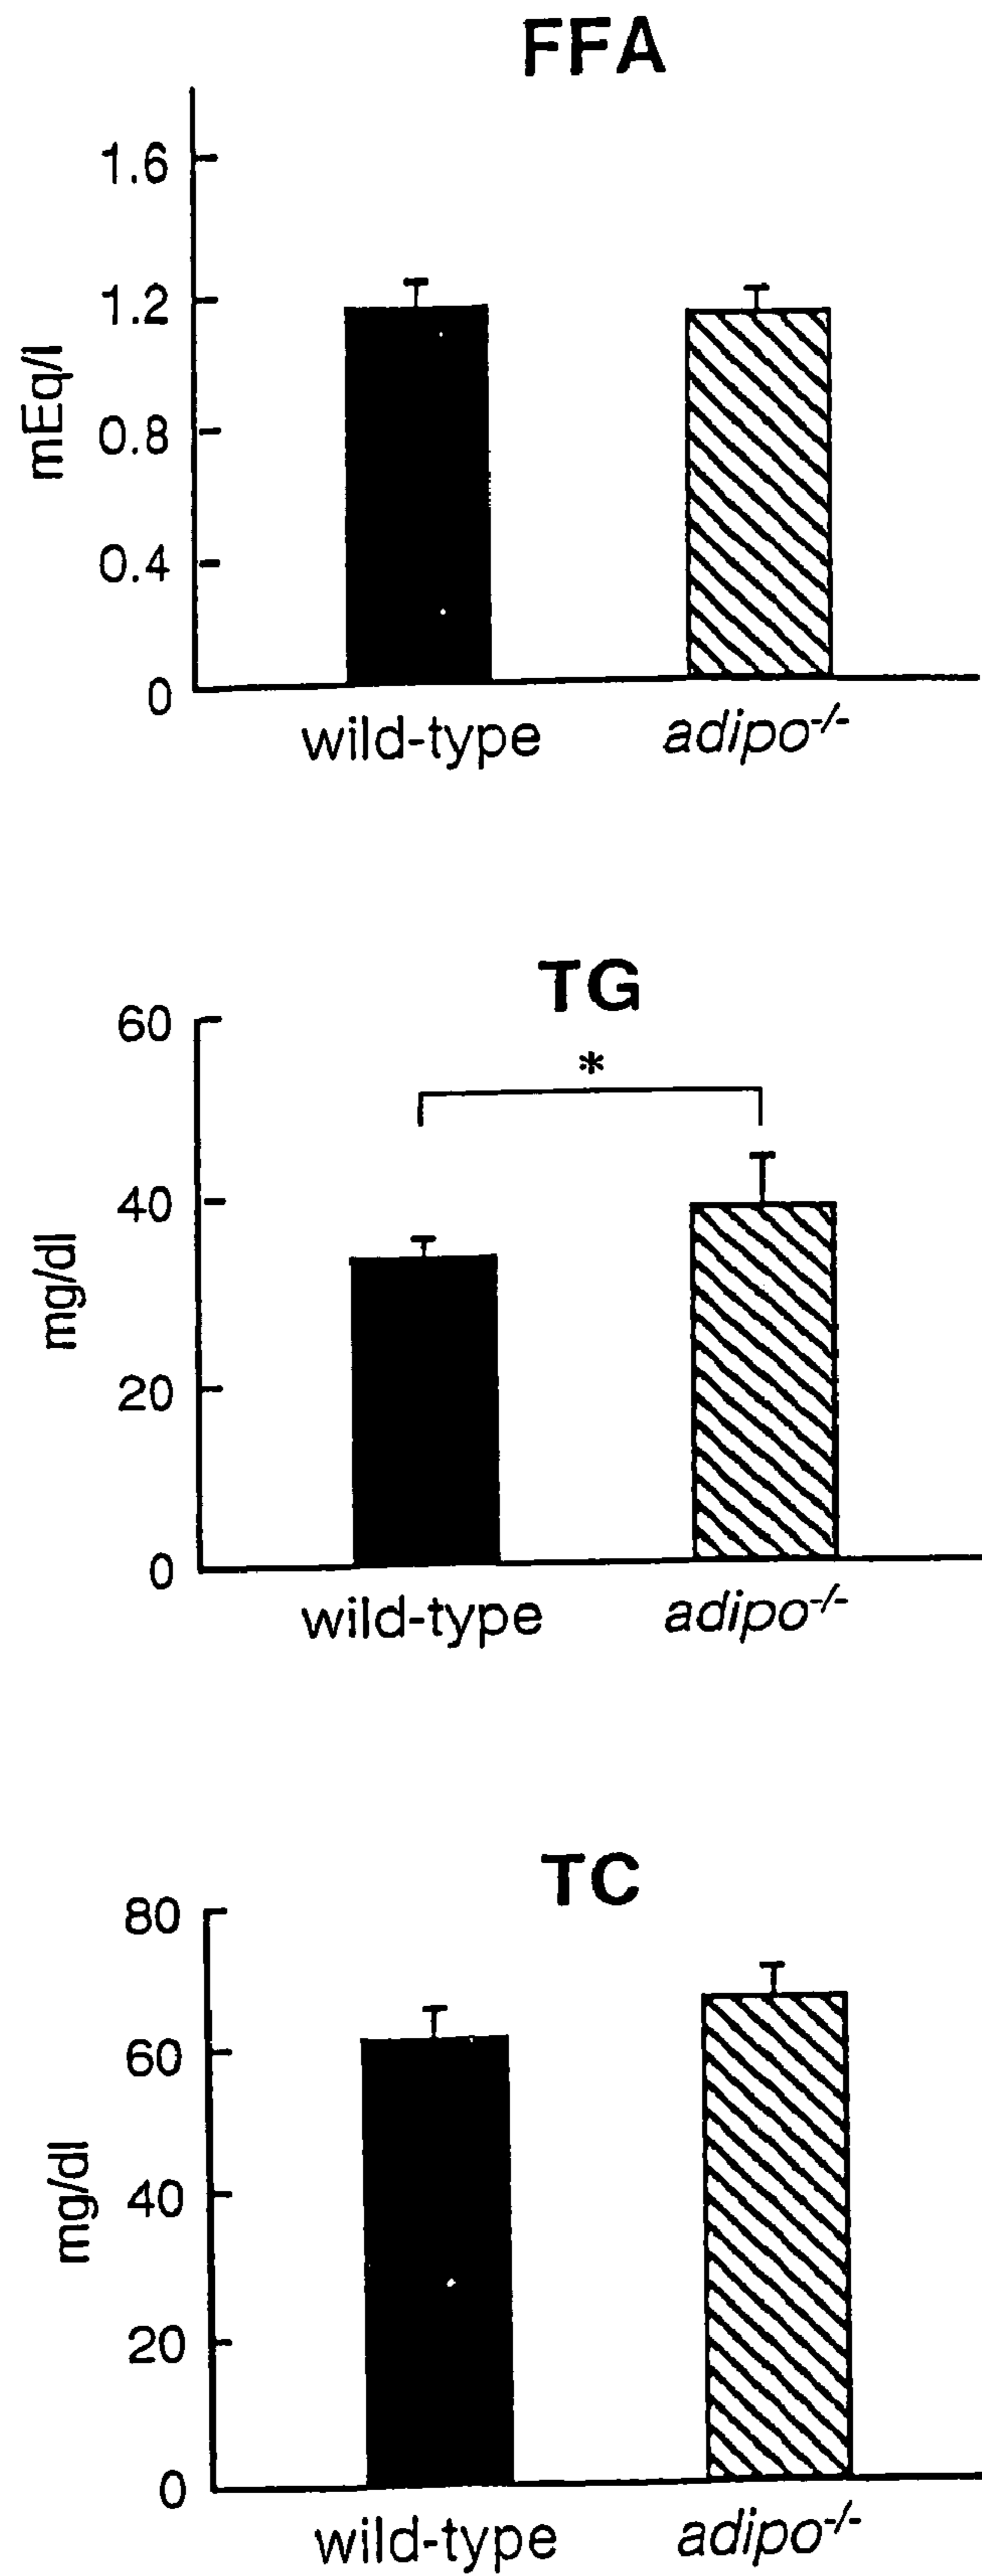 FFA
1.6
1.2
0.8
0.4
0
mEq/l
wild-type adipo-/-
TG
*
60
40
20
0
mg/dl
wild-type adipo-/-
TC
80
60
40
20
0
mg/dl
wild-type adipo-/-